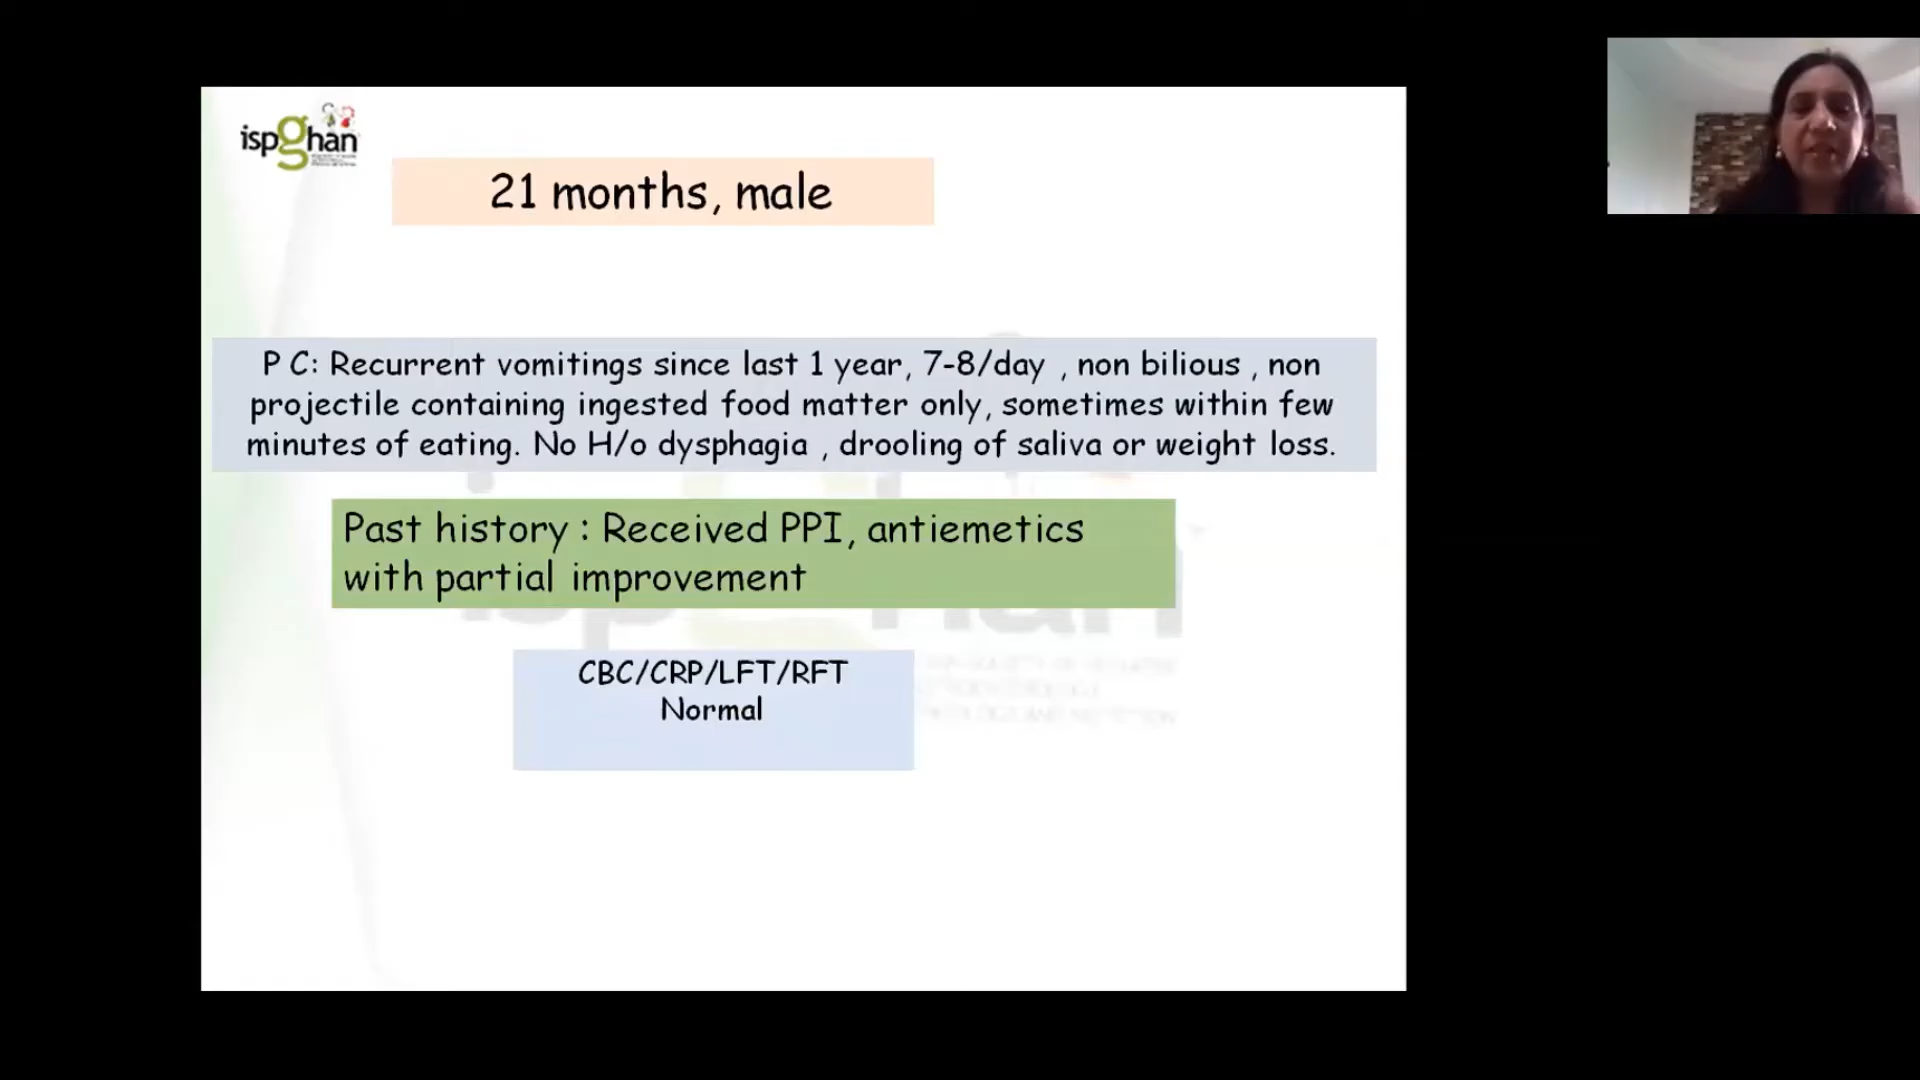 ispghan
21 months, male
P C: Recurrent vomitings since last 1 year, 7-8/day , non bilious , non
projectile containing ingested food matter only, sometimes within few
minutes of eating. No H/o dysphagia , drooling of saliva or weight loss.
Past history : Received PPI, antiemetics
with partial improvement
CBC/CRP/LFT/RFT
Normal